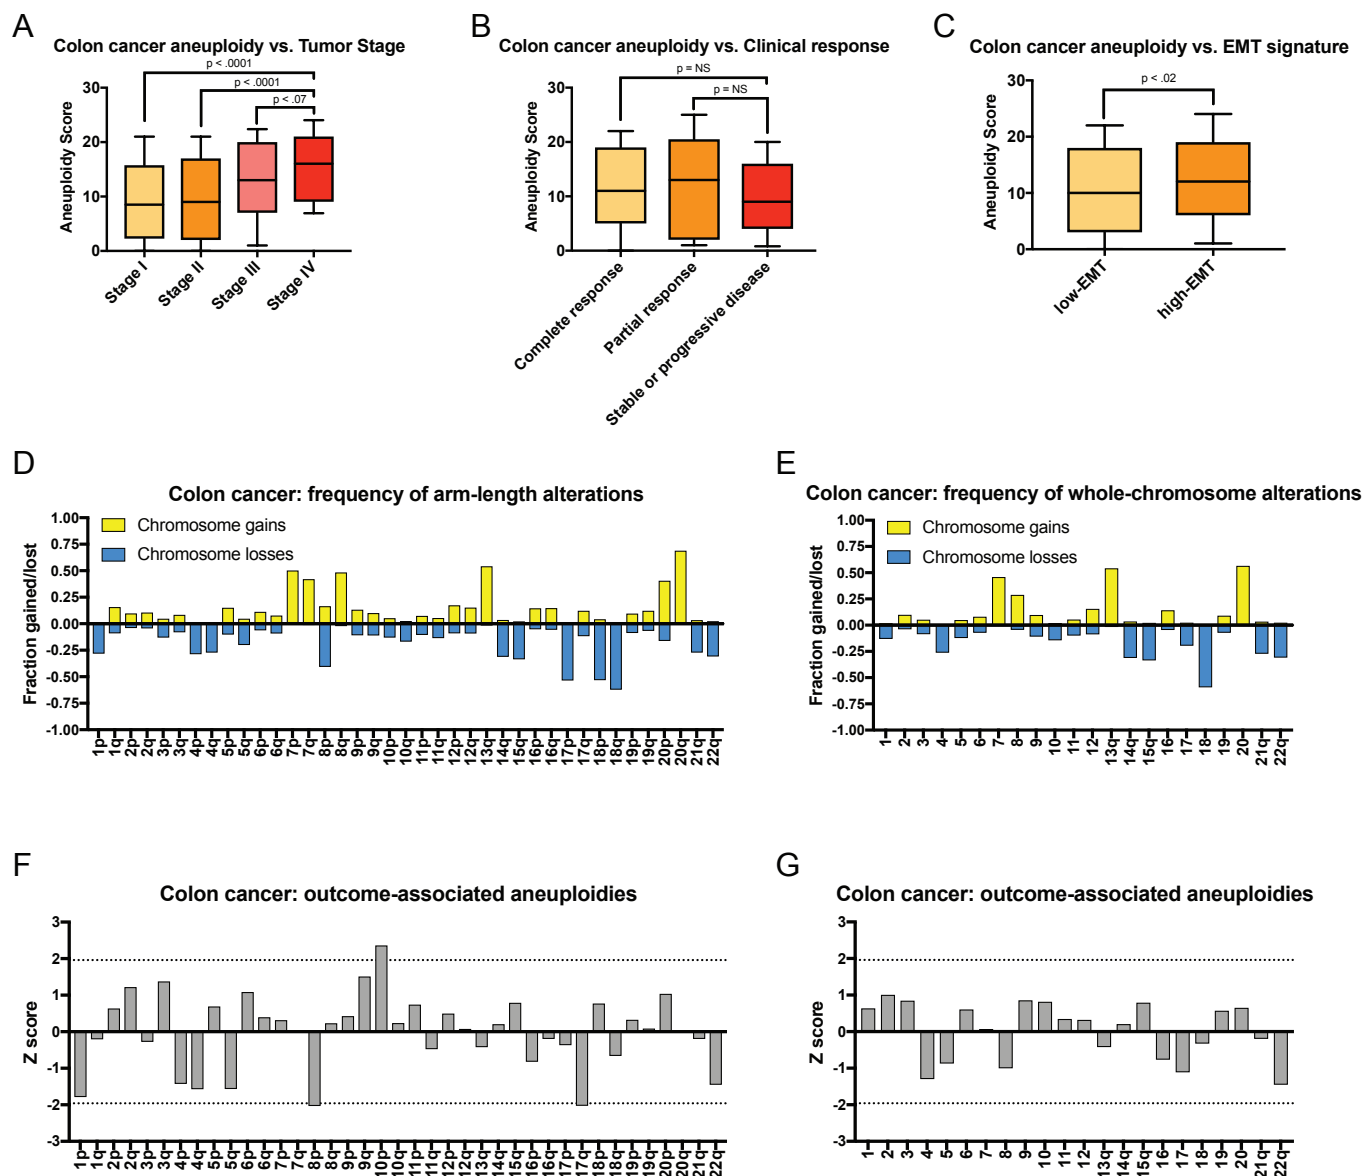 A
Colon cancer aneuploidy vs. Tumor Stage
p < .0001
p < .0001
p < .07
Aneuploidy Score
30
20
10
0
Stage I
Stage II
Stage III
Stage IV
B
Colon cancer aneuploidy vs. Clinical response
p = NS
p = NS
Aneuploidy Score
30
20
10
0
Complete response
Partial response
Stable or progressive disease
C
Colon cancer aneuploidy vs. EMT signature
p < .02
Aneuploidy Score
30
20
10
0
low-EMT
high-EMT
D
Colon cancer: frequency of arm-length alterations
Chromosome gains
Chromosome losses
Fraction gained/lost
1.00
0.75
0.50
0.25
0.00
-0.25
-0.50
-0.75
-1.00
1p 1q 2p 2q 3p 3q 4p 4q 5p 5q 6p 6q 7p 7q 8p 8q 9p 9q 10p 10q 11p 11q 12p 12q 13q 14q 15q 16p 16q 17p 17q 18p 18q 19p 19q 20p 20q 21q 22q
E
Colon cancer: frequency of whole-chromosome alterations
Chromosome gains
Chromosome losses
Fraction gained/lost
1.00
0.75
0.50
0.25
0.00
-0.25
-0.50
-0.75
-1.00
1 2 3 4 5 6 7 8 9 10 11 12 13q 14q 15q 16 17 18 19 20 21q 22q
F
Colon cancer: outcome-associated aneuploidies
Z score
3
2
1
0
-1
-2
-3
1p 1q 2p 2q 3p 3q 4p 4q 5p 5q 6p 6q 7p 7q 8p 8q 9p 9q 10p 10q 11p 11q 12p 12q 13q 14q 15q 16p 16q 17p 17q 18p 18q 19p 19q 20p 20q 21q 22q
G
Colon cancer: outcome-associated aneuploidies
Z score
3
2
1
0
-1
-2
-3
1 2 3 4 5 6 7 8 9 10 11 12 13q 14q 15q 16 17 18 19 20 21q 22q